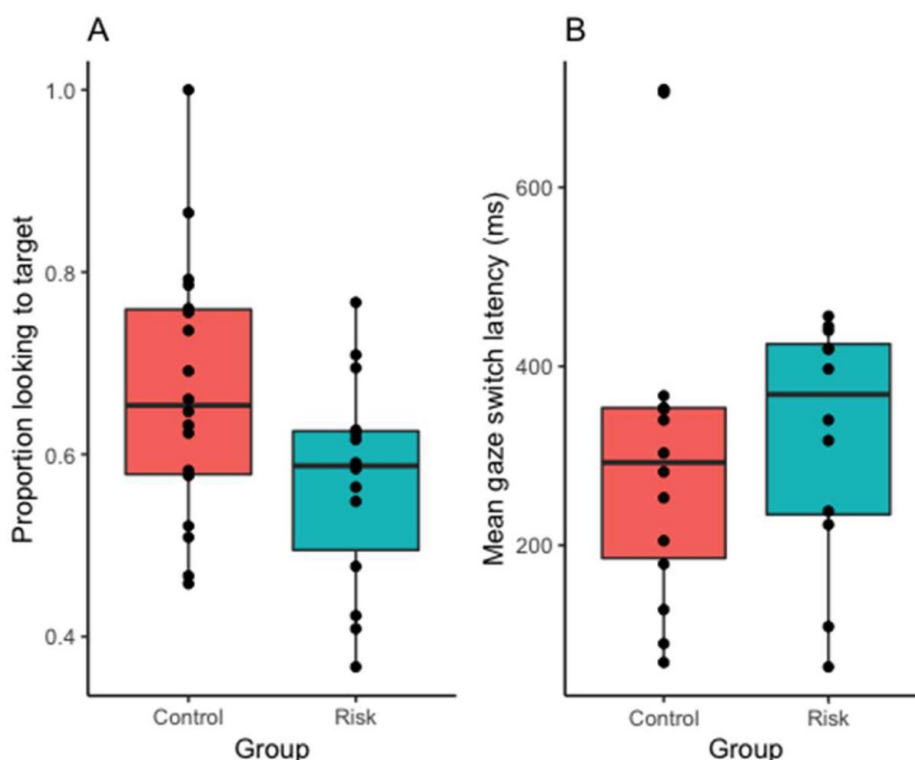 A
Proportion looking to target
1.0
0.8
0.6
0.4
Control
Risk
Group
B
Mean gaze switch latency (ms)
600
400
200
Control
Risk
Group